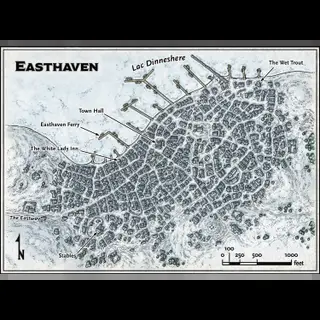 EASTHAVEN
Lac Dinneshere
The Wet Trout
Town Hall
Easthaven Ferry
The White Lady Inn
The Eastway
Stables
N
100
0 250 500 1000
feet